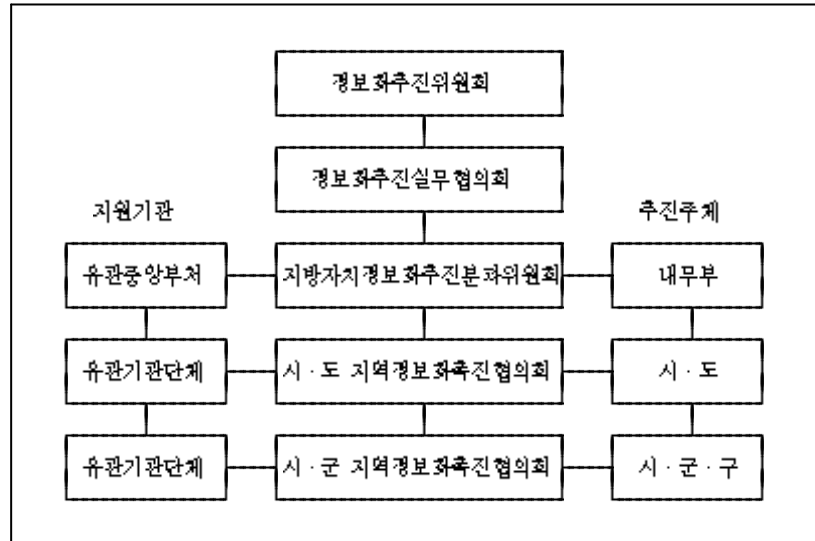 정보화추진위원회
정보화추진실무협의회
지원기관
추진주체
유관중앙부처
지방자치정보화추진분과위원회
내무부
유관기관단체
시 · 도 지역정보화촉진협의회
시 · 도
유관기관단체
시 · 군 지역정보화촉진협의회
시 · 군 · 구